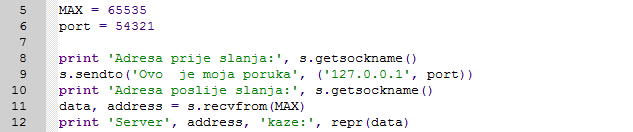 5 MAX = 65535
6 port = 54321
7
8 print 'Adresa prije slanja:', s.getsockname()
9 s.sendto('Ovo  je moja poruka', ('127.0.0.1', port))
10 print 'Adresa poslije slanja:', s.getsockname()
11 data, address = s.recvfrom(MAX)
12 print 'Server', address, 'kaze:', repr(data)